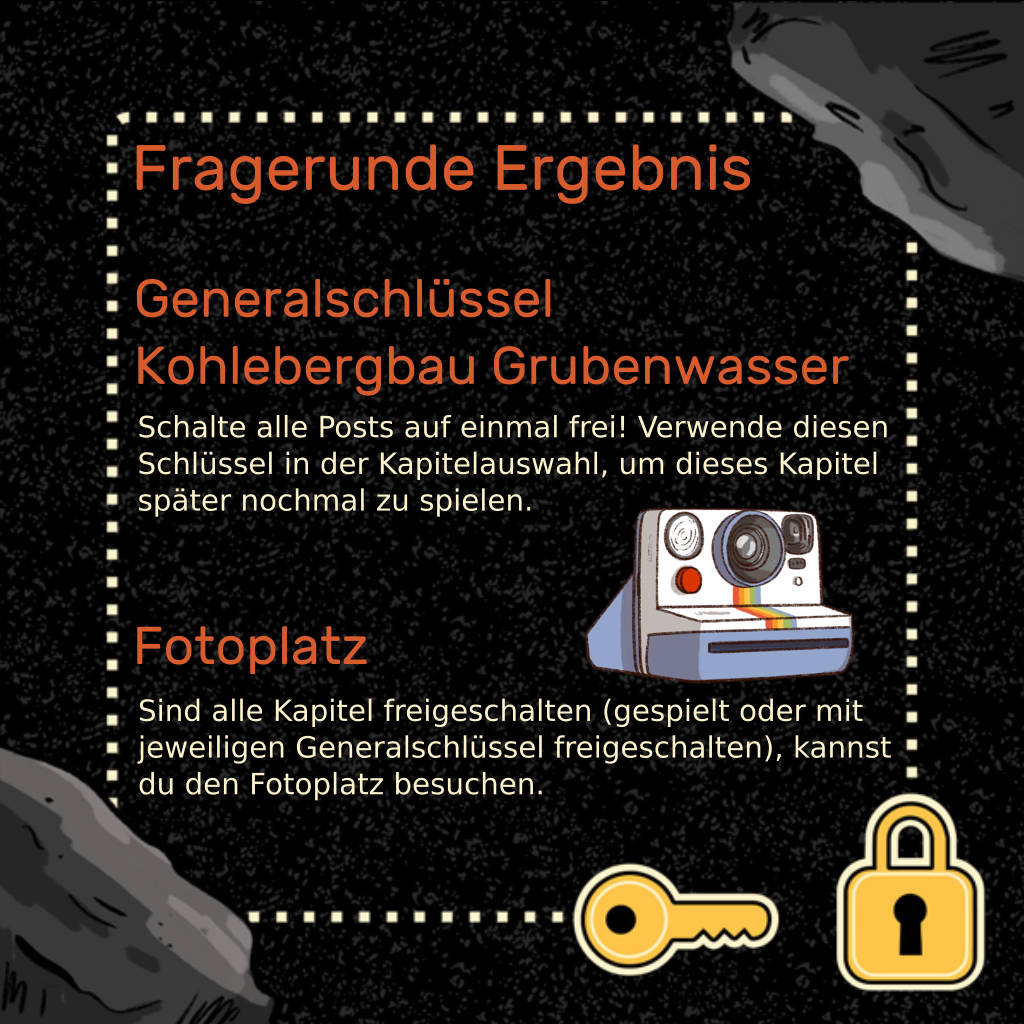 Fragerunde Ergebnis
Generalschlüssel
Kohlebergbau Grubenwasser
Schalte alle Posts auf einmal frei! Verwende diesen
Schlüssel in der Kapitelauswahl, um dieses Kapitel
später nochmal zu spielen.
Fotoplatz
Sind alle Kapitel freigeschalten (gespielt oder mit
jeweiligen Generalschlüssel freigeschalten), kannst
du den Fotoplatz besuchen.